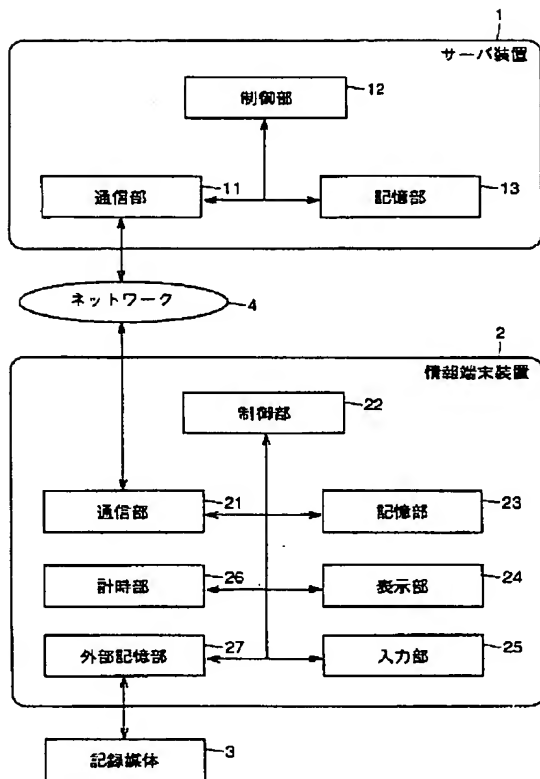 1
サーバ装置
制御部 12
通信部 11
記憶部 13
ネットワーク 4
2
情報端末装置
制御部 22
通信部 21
記憶部 23
計時部 26
表示部 24
外部記憶部 27
入力部 25
記録媒体 3